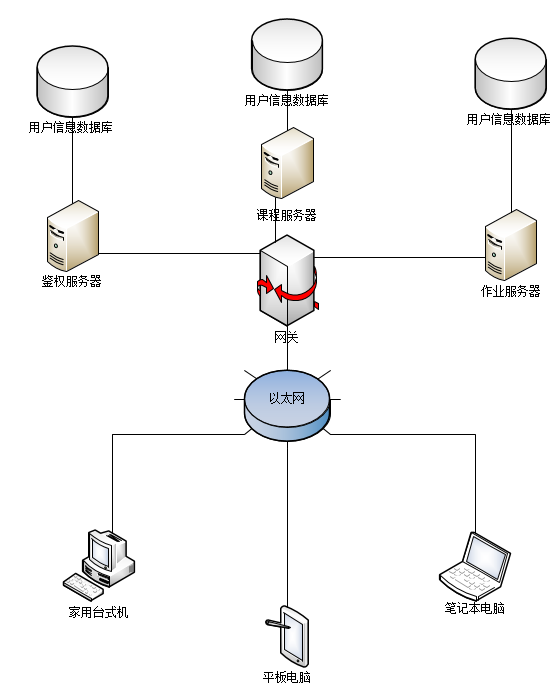 用户信息数据库
用户信息数据库
用户信息数据库
课程服务器
鉴权服务器
作业服务器
网关
以太网
家用台式机
笔记本电脑
平板电脑